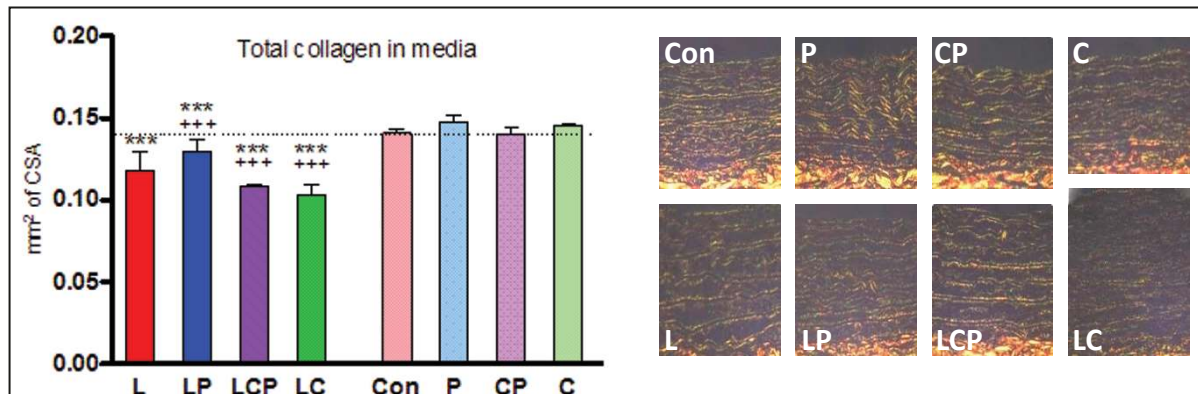 Total collagen in media
mm² of CSA
0.20
0.15
0.10
0.05
0.00
***
***
+++
***
+++
***
+++
L LP LCP LC Con P CP C
Con P CP C
L LP LCP LC